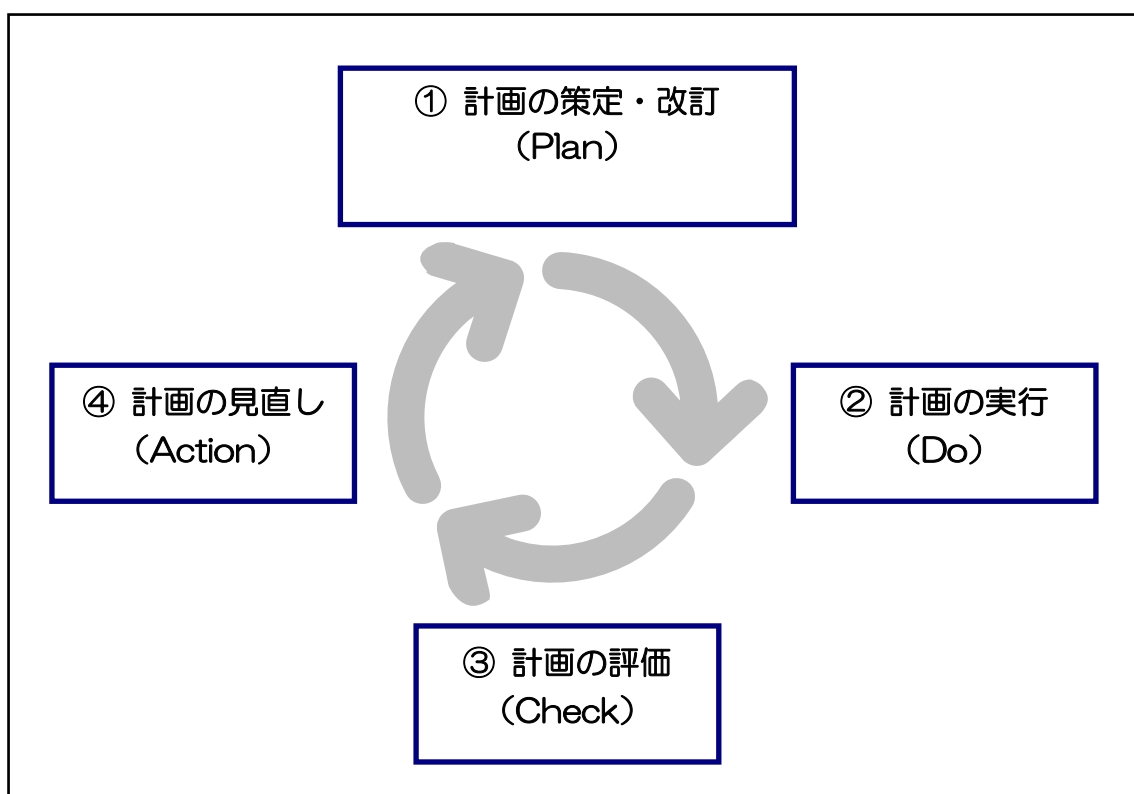 ① 計画の策定・改訂
（Plan）
② 計画の実行
（Do）
③ 計画の評価
（Check）
④ 計画の見直し
（Action）